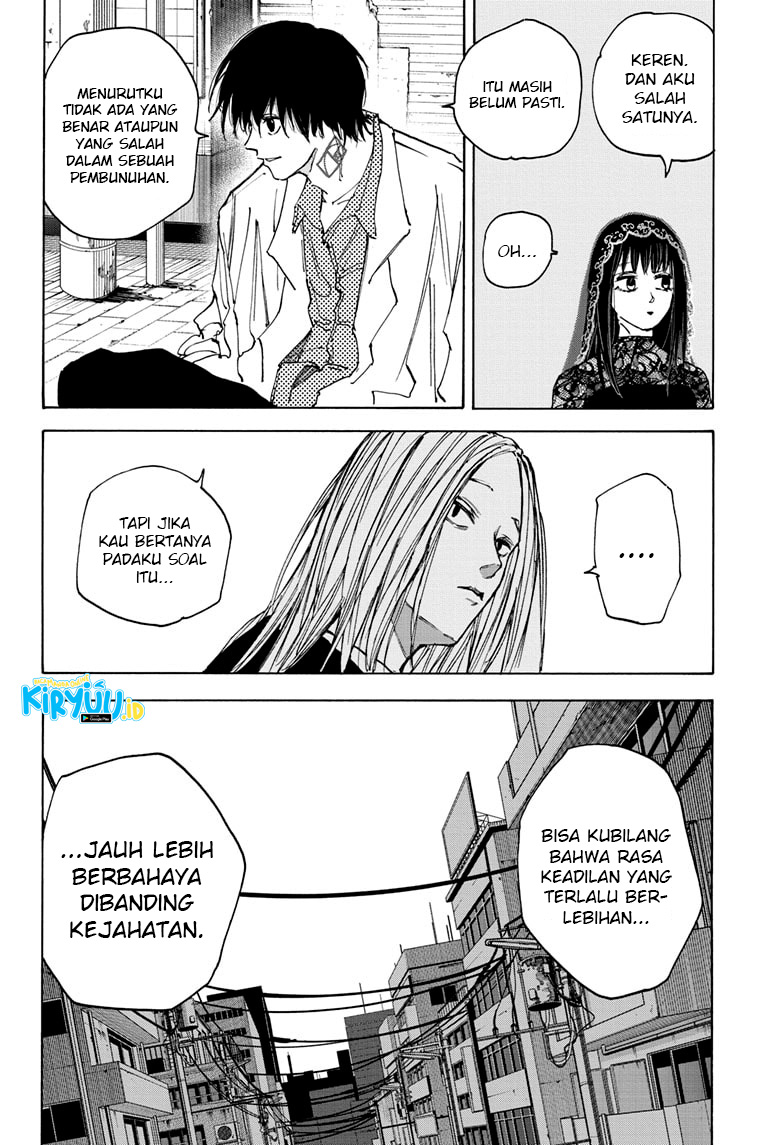 KEREN.
DAN AKU
SALAH
SATUNYA.
ITU MASIH
BELUM PASTI.
OH...
MENURUTKU
TIDAK ADA YANG
BENAR ATAUPUN
YANG SALAH
DALAM SEBUAH
PEMBUNUHAN.
....
TAPI JIKA
KAU BERTANYA
PADAKU SOAL
ITU...
KIRYUU.ID
Google Play
BISA KUBILANG
BAHWA RASA
KEADILAN YANG
TERLALU BER-
LEBIHAN...
...JAUH LEBIH
BERBAHAYA
DIBANDING
KEJAHATAN.